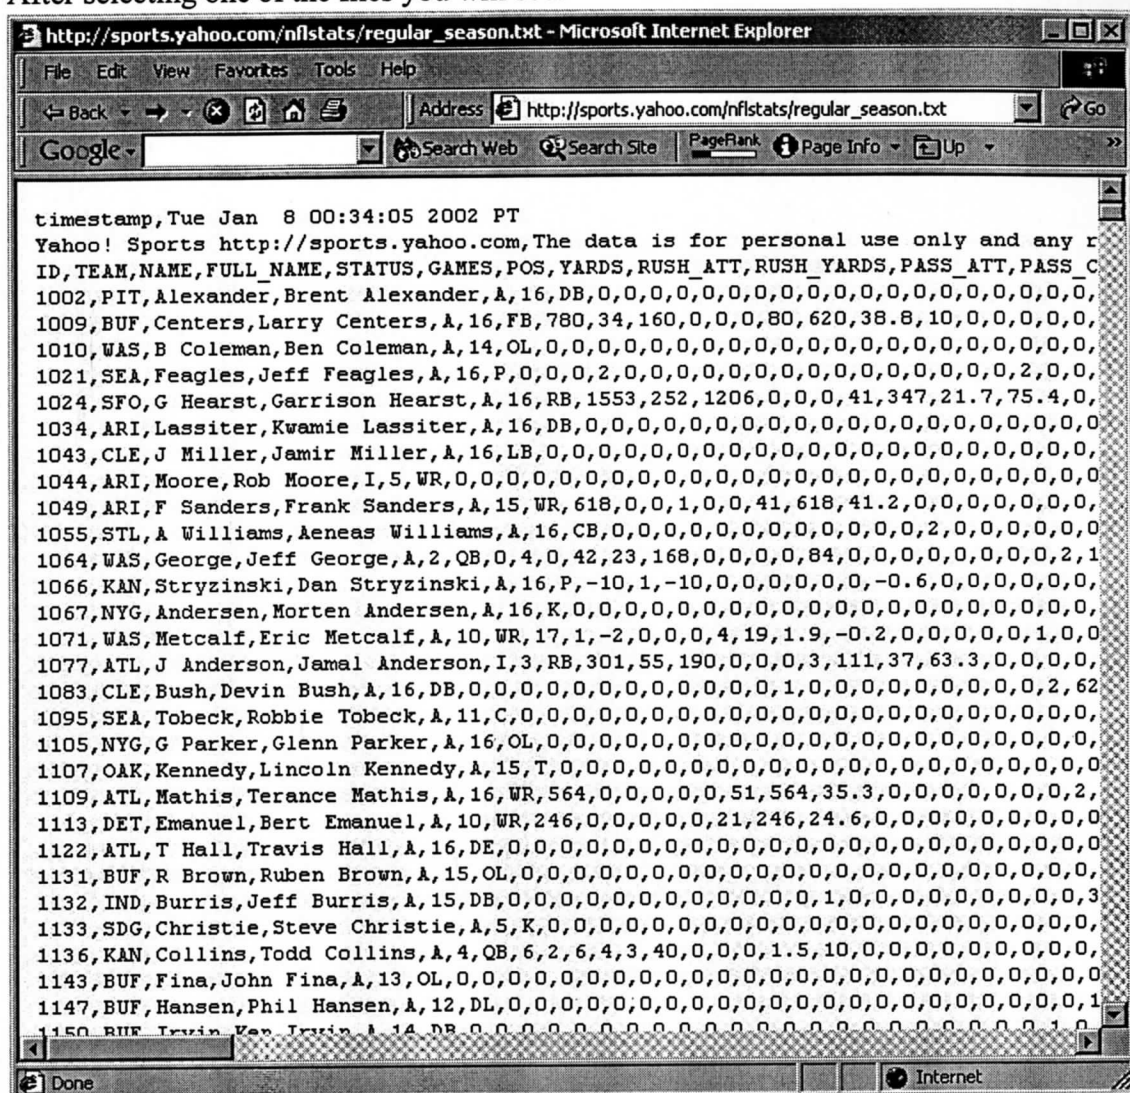 After selecting one of the files you will
http://sports.yahoo.com/nflstats/regular_season.txt - Microsoft Internet Explorer
File Edit View Favorites Tools Help
Back Address http://sports.yahoo.com/nflstats/regular_season.txt Go
Google Search Web Search Site PageRank Page Info Up »
timestamp,Tue Jan  8 00:34:05 2002 PT
Yahoo! Sports http://sports.yahoo.com,The data is for personal use only and any r
ID,TEAM,NAME,FULL_NAME,STATUS,GAMES,POS,YARDS,RUSH_ATT,RUSH_YARDS,PASS_ATT,PASS_C
1002,PIT,Alexander,Brent Alexander,A,16,DB,0,0,0,0,0,0,0,0,0,0,0,0,0,0,0,0,0,0,
1009,BUF,Centers,Larry Centers,A,16,FB,780,34,160,0,0,0,80,620,38.8,10,0,0,0,0,0,
1010,WAS,B Coleman,Ben Coleman,A,14,OL,0,0,0,0,0,0,0,0,0,0,0,0,0,0,0,0,0,0,0,0,
1021,SEA,Feagles,Jeff Feagles,A,16,P,0,0,0,2,0,0,0,0,0,0,0,0,0,0,0,0,0,0,2,0,0,
1024,SFO,G Hearst,Garrison Hearst,A,16,RB,1553,252,1206,0,0,0,41,347,21.7,75.4,0,
1034,ARI,Lassiter,Kwamie Lassiter,A,16,DB,0,0,0,0,0,0,0,0,0,0,0,0,0,0,0,0,0,0,0
1043,CLE,J Miller,Jamir Miller,A,16,LB,0,0,0,0,0,0,0,0,0,0,0,0,0,0,0,0,0,0,0,0,
1044,ARI,Moore,Rob Moore,I,5,WR,0,0,0,0,0,0,0,0,0,0,0,0,0,0,0,0,0,0,0,0,0,0,0,0
1049,ARI,F Sanders,Frank Sanders,A,15,WR,618,0,0,1,0,0,41,618,41.2,0,0,0,0,0,0,0
1055,STL,A Williams,Aeneas Williams,A,16,CB,0,0,0,0,0,0,0,0,0,0,0,0,2,0,0,0,0,0
1064,WAS,George,Jeff George,A,2,QB,0,4,0,42,23,168,0,0,0,0,84,0,0,0,0,0,0,0,2,1
1066,KAN,Stryzinski,Dan Stryzinski,A,16,P,-10,1,-10,0,0,0,0,0,0,-0.6,0,0,0,0,0,0,
1067,NYG,Andersen,Morten Andersen,A,16,K,0,0,0,0,0,0,0,0,0,0,0,0,0,0,0,0,0,0,0,
1071,WAS,Metcalf,Eric Metcalf,A,10,WR,17,1,-2,0,0,0,4,19,1.9,-0.2,0,0,0,0,0,1,0,0
1077,ATL,J Anderson,Jamal Anderson,I,3,RB,301,55,190,0,0,0,3,111,37,63.3,0,0,0,0,
1083,CLE,Bush,Devin Bush,A,16,DB,0,0,0,0,0,0,0,0,0,0,0,1,0,0,0,0,0,0,0,0,2,62
1095,SEA,Tobeck,Robbie Tobeck,A,11,C,0,0,0,0,0,0,0,0,0,0,0,0,0,0,0,0,0,0,0,0,0,
1105,NYG,G Parker,Glenn Parker,A,16,OL,0,0,0,0,0,0,0,0,0,0,0,0,0,0,0,0,0,0,0,0,
1107,OAK,Kennedy,Lincoln Kennedy,A,15,T,0,0,0,0,0,0,0,0,0,0,0,0,0,0,0,0,0,0,0,0
1109,ATL,Mathis,Terance Mathis,A,16,WR,564,0,0,0,0,0,51,564,35.3,0,0,0,0,0,0,2,
1113,DET,Emanuel,Bert Emanuel,A,10,WR,246,0,0,0,0,0,21,246,24.6,0,0,0,0,0,0,0,0
1122,ATL,T Hall,Travis Hall,A,16,DE,0,0,0,0,0,0,0,0,0,0,0,0,0,0,0,0,0,0,0,0,0,0
1131,BUF,R Brown,Ruben Brown,A,15,OL,0,0,0,0,0,0,0,0,0,0,0,0,0,0,0,0,0,0,0,0,0,
1132,IND,Burris,Jeff Burris,A,15,DB,0,0,0,0,0,0,0,0,0,0,0,0,1,0,0,0,0,0,0,0,0,3
1133,SDG,Christie,Steve Christie,A,5,K,0,0,0,0,0,0,0,0,0,0,0,0,0,0,0,0,0,0,0,0,
1136,KAN,Collins,Todd Collins,A,4,QB,6,2,6,4,3,40,0,0,0,1.5,10,0,0,0,0,0,0,0,0,0,
1143,BUF,Fina,John Fina,A,13,OL,0,0,0,0,0,0,0,0,0,0,0,0,0,0,0,0,0,0,0,0,0,0,0,0
1147,BUF,Hansen,Phil Hansen,A,12,DL,0,0,0,0,0,0,0,0,0,0,0,0,0,0,0,0,0,0,0,0,0,1
1150,BUF,Irvin,Ken Irvin,A,14,DB,0,0,0,0,0,0,0,0,0,0,0,0,0,0,0,0,0,0,0,0,1,0
Done Internet